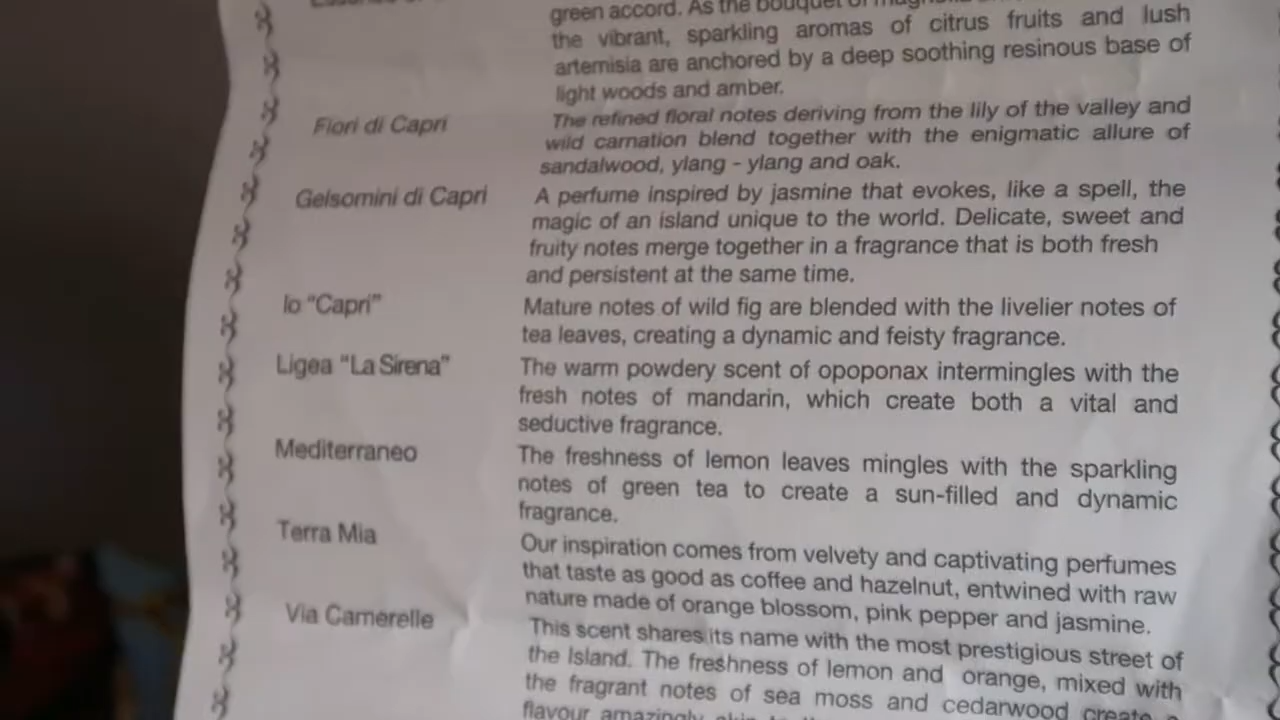 green accord. As the bouquet of
the vibrant, sparkling aromas of citrus fruits and lush
artemisia are anchored by a deep soothing resinous base of
light woods and amber.
Fiori di Capri
The refined floral notes deriving from the lily of the valley and
wild carnation blend together with the enigmatic allure of
sandalwood, ylang - ylang and oak.
Gelsomini di Capri
A perfume inspired by jasmine that evokes, like a spell, the
magic of an island unique to the world. Delicate, sweet and
fruity notes merge together in a fragrance that is both fresh
and persistent at the same time.
Io "Capri"
Mature notes of wild fig are blended with the livelier notes of
tea leaves, creating a dynamic and feisty fragrance.
Ligea "La Sirena"
The warm powdery scent of opoponax intermingles with the
fresh notes of mandarin, which create both a vital and
seductive fragrance.
Mediterraneo
The freshness of lemon leaves mingles with the sparkling
notes of green tea to create a sun-filled and dynamic
fragrance.
Terra Mia
Our inspiration comes from velvety and captivating perfumes
that taste as good as coffee and hazelnut, entwined with raw
nature made of orange blossom, pink pepper and jasmine.
Via Camerelle
This scent shares its name with the most prestigious street of
the Island. The freshness of lemon and orange, mixed with
the fragrant notes of sea moss and cedarwood create a
flavour amazingly